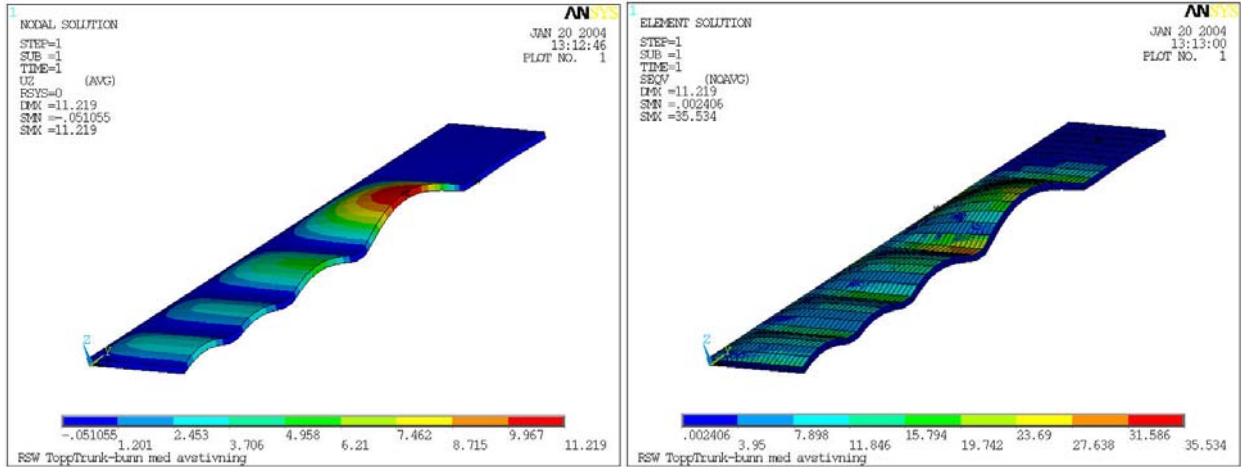 1
ANSYS
NODAL SOLUTION
JAN 20 2004
13:12:46
PLOT NO. 1
STEP=1
SUB =1
TIME=1
UZ (AVG)
RSYS=0
DMX =11.219
SMN =-.051055
SMX =11.219
Z
Y
-.051055 2.453 4.958 7.462 9.967
1.201 3.706 6.21 8.715 11.219
RSW ToppTrunk-bunn med avstivning
1
ANSYS
ELEMENT SOLUTION
JAN 20 2004
13:13:00
PLOT NO. 1
STEP=1
SUB =1
TIME=1
SEQV (NOAVG)
DMX =11.219
SMN =.002406
SMX =35.534
Z
.002406 7.898 15.794 23.69 31.586
3.95 11.846 19.742 27.638 35.534
RSW ToppTrunk-bunn med avstivning